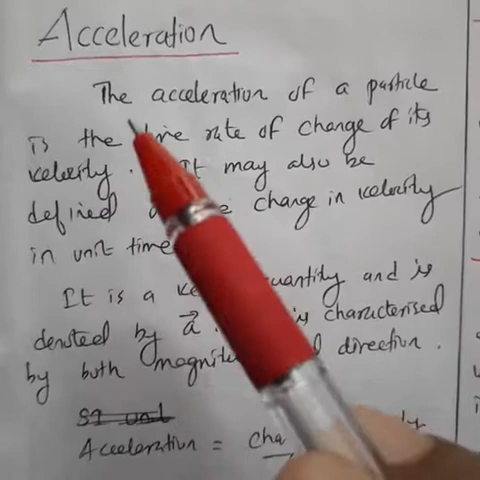 Acceleration
The acceleration of a particle
is the time rate of change of its
velocity. It may also be
defined change in velocity
in unit time
It is a quantity and is
denoted by a⃗. is characterised
by both direction.
SI unit
Acceleration =